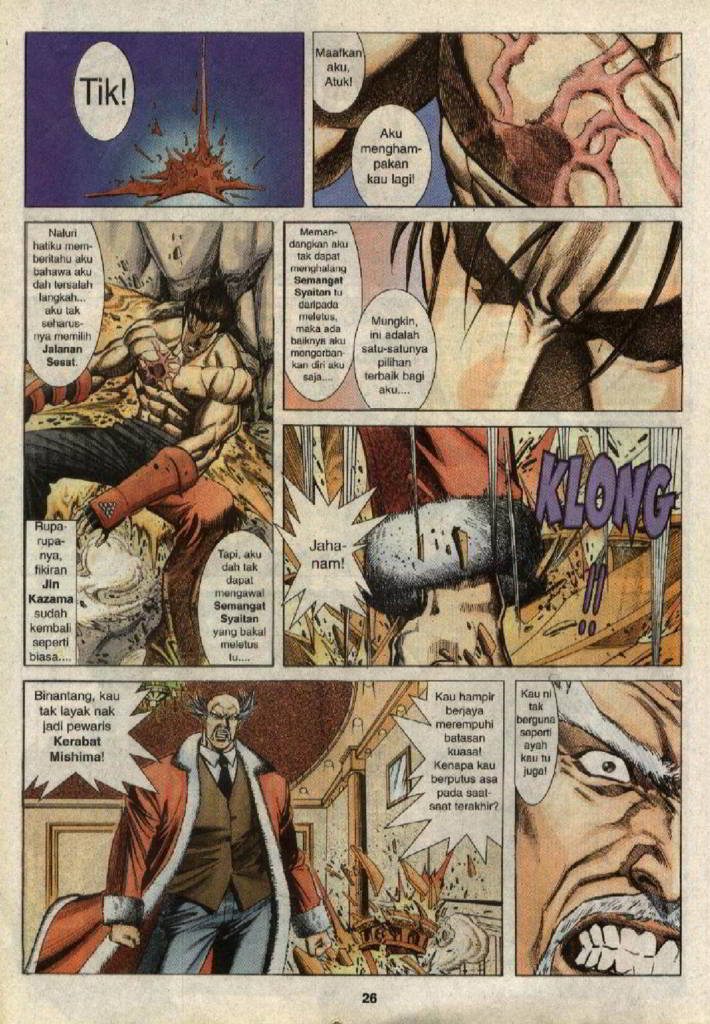 Tik!
Maafkan
aku,
Atuk!
Aku
mengham-
pakan
kau lagi!
Naluri
hatiku mem-
beritahu aku
bahawa aku
dah tersalah
langkah...
aku tak
seharus-
nya memilih
Jalanan
Sesat.
Rupa-
rupa-
nya,
fikiran
Jin
Kazama
sudah
kembali
seperti
biasa....
Tapi, aku
dah tak
dapat
mengawal
Semangat
Syaitan
yang bakal
meletus
tu....
Meman-
dangkan aku
tak dapat
menghalang
Semangat
Syaitan tu
daripada
meletus,
maka ada
baiknya aku
mengorban-
kan diri aku
saja....
Mungkin,
ini adalah
satu-satunya
pilihan
terbaik bagi
aku....
Jaha-
nam!
KLONG
!!
Binantang, kau
tak layak nak
jadi pewaris
Kerabat
Mishima!
Kau hampir
berjaya
merempuhi
batasan
kuasa!
Kenapa kau
berputus asa
pada saat-
saat terakhir?
Kau ni
tak
berguna
seperti
ayah
kau tu
juga!
26